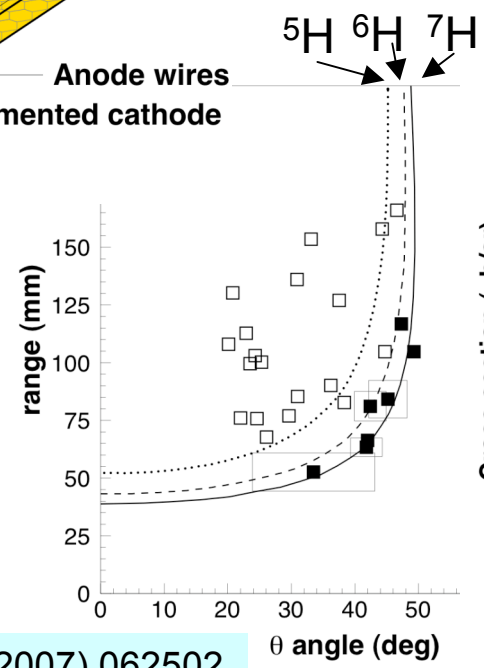 ⁵H ⁶H ⁷H
Anode wires
mented cathode
range (mm)
150
125
100
75
50
25
0
0 10 20 30 40 50
θ angle (deg)
2007) 062502